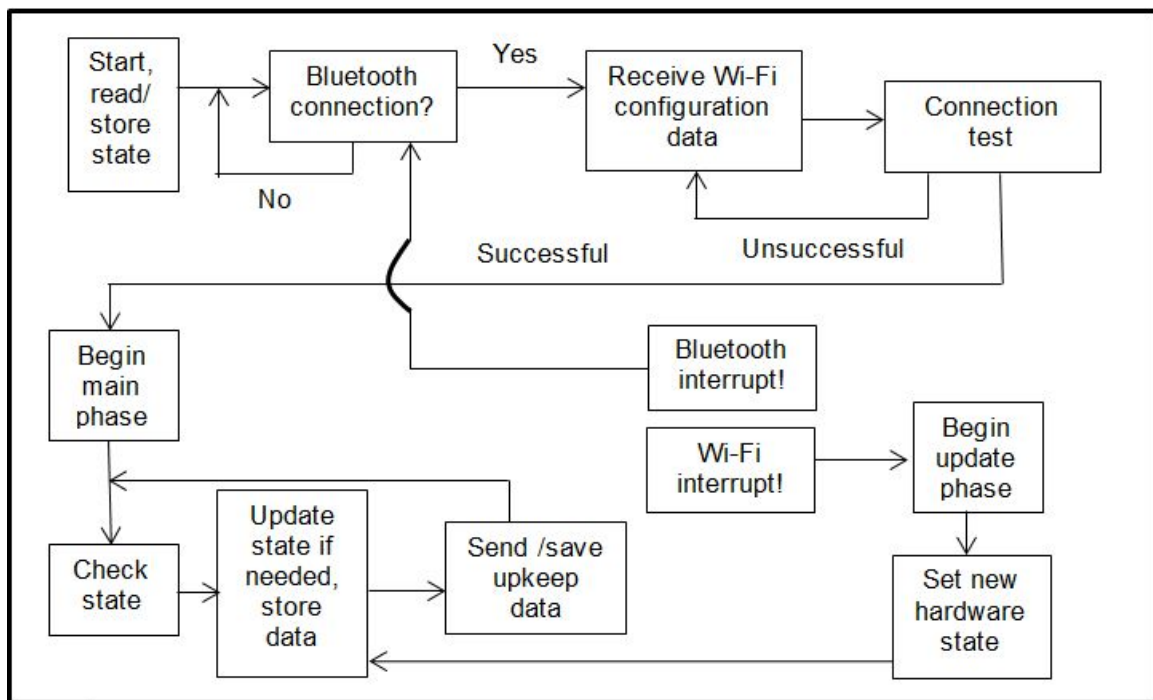 Start,
read/
store
state
Bluetooth
connection?
Yes
No
Receive Wi-Fi
configuration
data
Connection
test
Unsuccessful
Successful
Begin
main
phase
Bluetooth
interrupt!
Wi-Fi
interrupt!
Begin
update
phase
Check
state
Update
state if
needed,
store
data
Send /save
upkeep
data
Set new
hardware
state